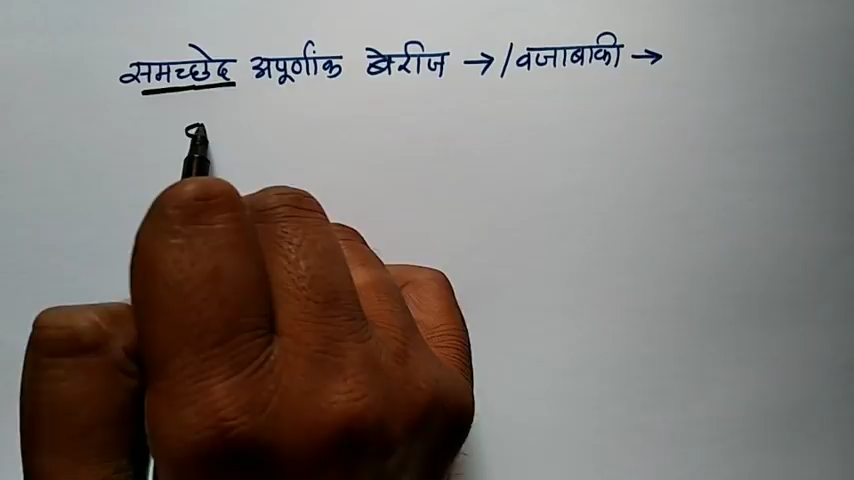 समच्छेद अपूर्णांक बेरीज → / वजाबाकी →